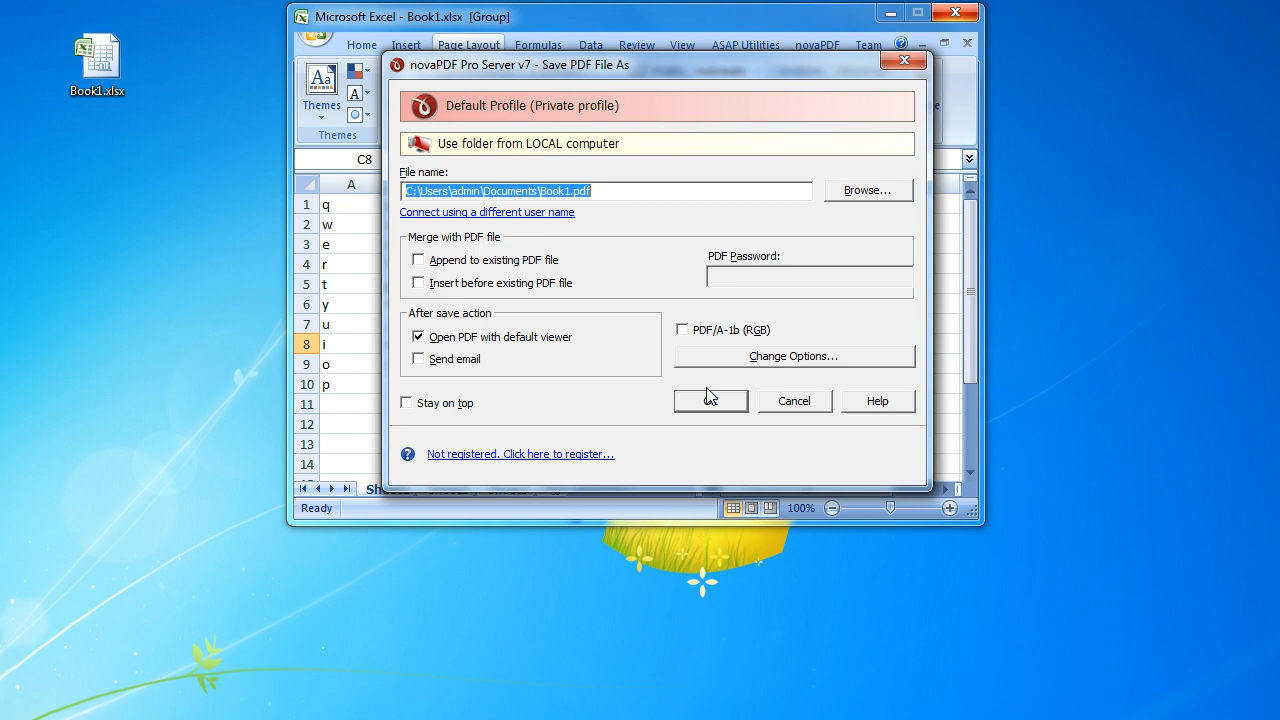 Microsoft Excel - Book1.xlsx [Group]
Home Insert Page Layout Formulas Data Review View ASAP Utilities novaPDF Team
Book1.xlsx
Aa
A
Themes
Themes
C8
A
1 q
2 w
3 e
4 r
5 t
6 y
7 u
8 i
9 o
10 p
11
12
13
14
Ready
100%
novaPDF Pro Server v7 - Save PDF File As
Default Profile (Private profile)
Use folder from LOCAL computer
File name:
C:\Users\admin\Documents\Book1.pdf
Browse...
Connect using a different user name
Merge with PDF file
Append to existing PDF file
Insert before existing PDF file
PDF Password:
After save action
Open PDF with default viewer
Send email
PDF/A-1b (RGB)
Change Options...
Stay on top
Cancel
Help
Not registered. Click here to register...